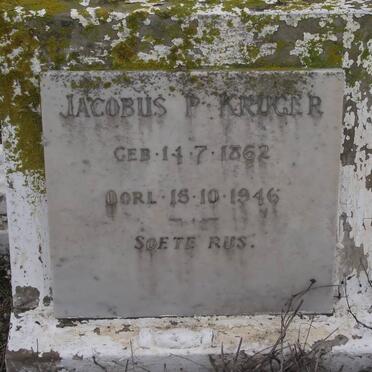 JACOBUS P. KRUGER
GEB. 14·7·1862
OORL. 15·10·1946
SOETE RUS.